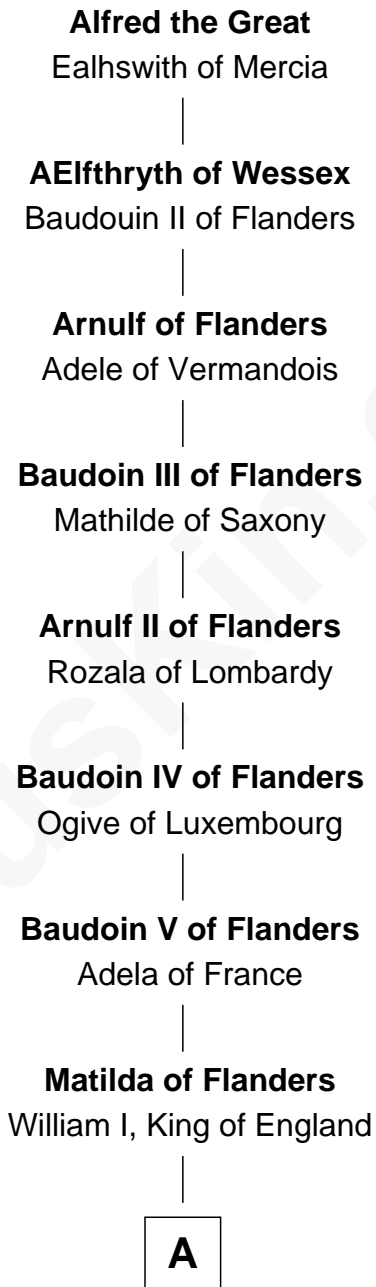 Alfred the Great
Ealhswith of Mercia
AElfthryth of Wessex
Baudouin II of Flanders
Arnulf of Flanders
Adele of Vermandois
Baudoin III of Flanders
Mathilde of Saxony
Arnulf II of Flanders
Rozala of Lombardy
Baudoin IV of Flanders
Ogive of Luxembourg
Baudoin V of Flanders
Adela of France
Matilda of Flanders
William I, King of England
A